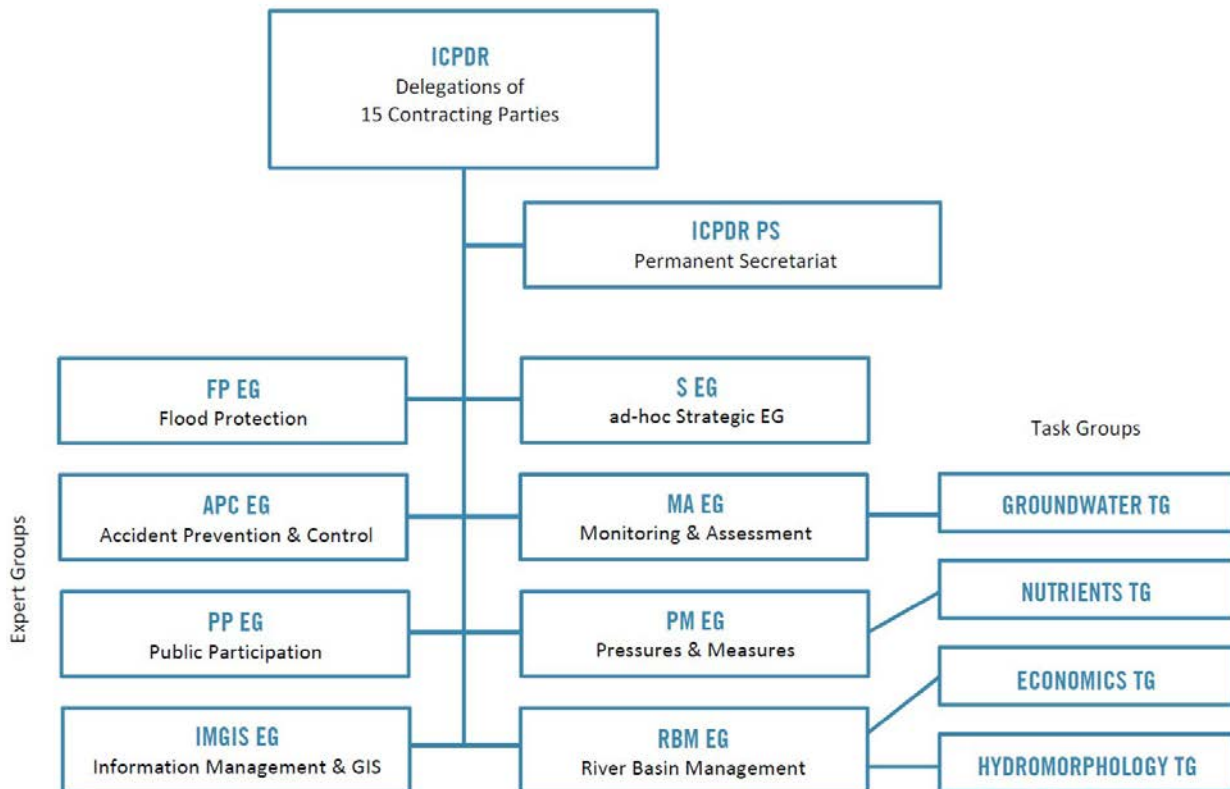 ICPDR
Delegations of
15 Contracting Parties
ICPDR PS
Permanent Secretariat
FP EG
Flood Protection
S EG
ad-hoc Strategic EG
Task Groups
Expert Groups
APC EG
Accident Prevention & Control
MA EG
Monitoring & Assessment
GROUNDWATER TG
PP EG
Public Participation
PM EG
Pressures & Measures
NUTRIENTS TG
ECONOMICS TG
IMGIS EG
Information Management & GIS
RBM EG
River Basin Management
HYDROMORPHOLOGY TG